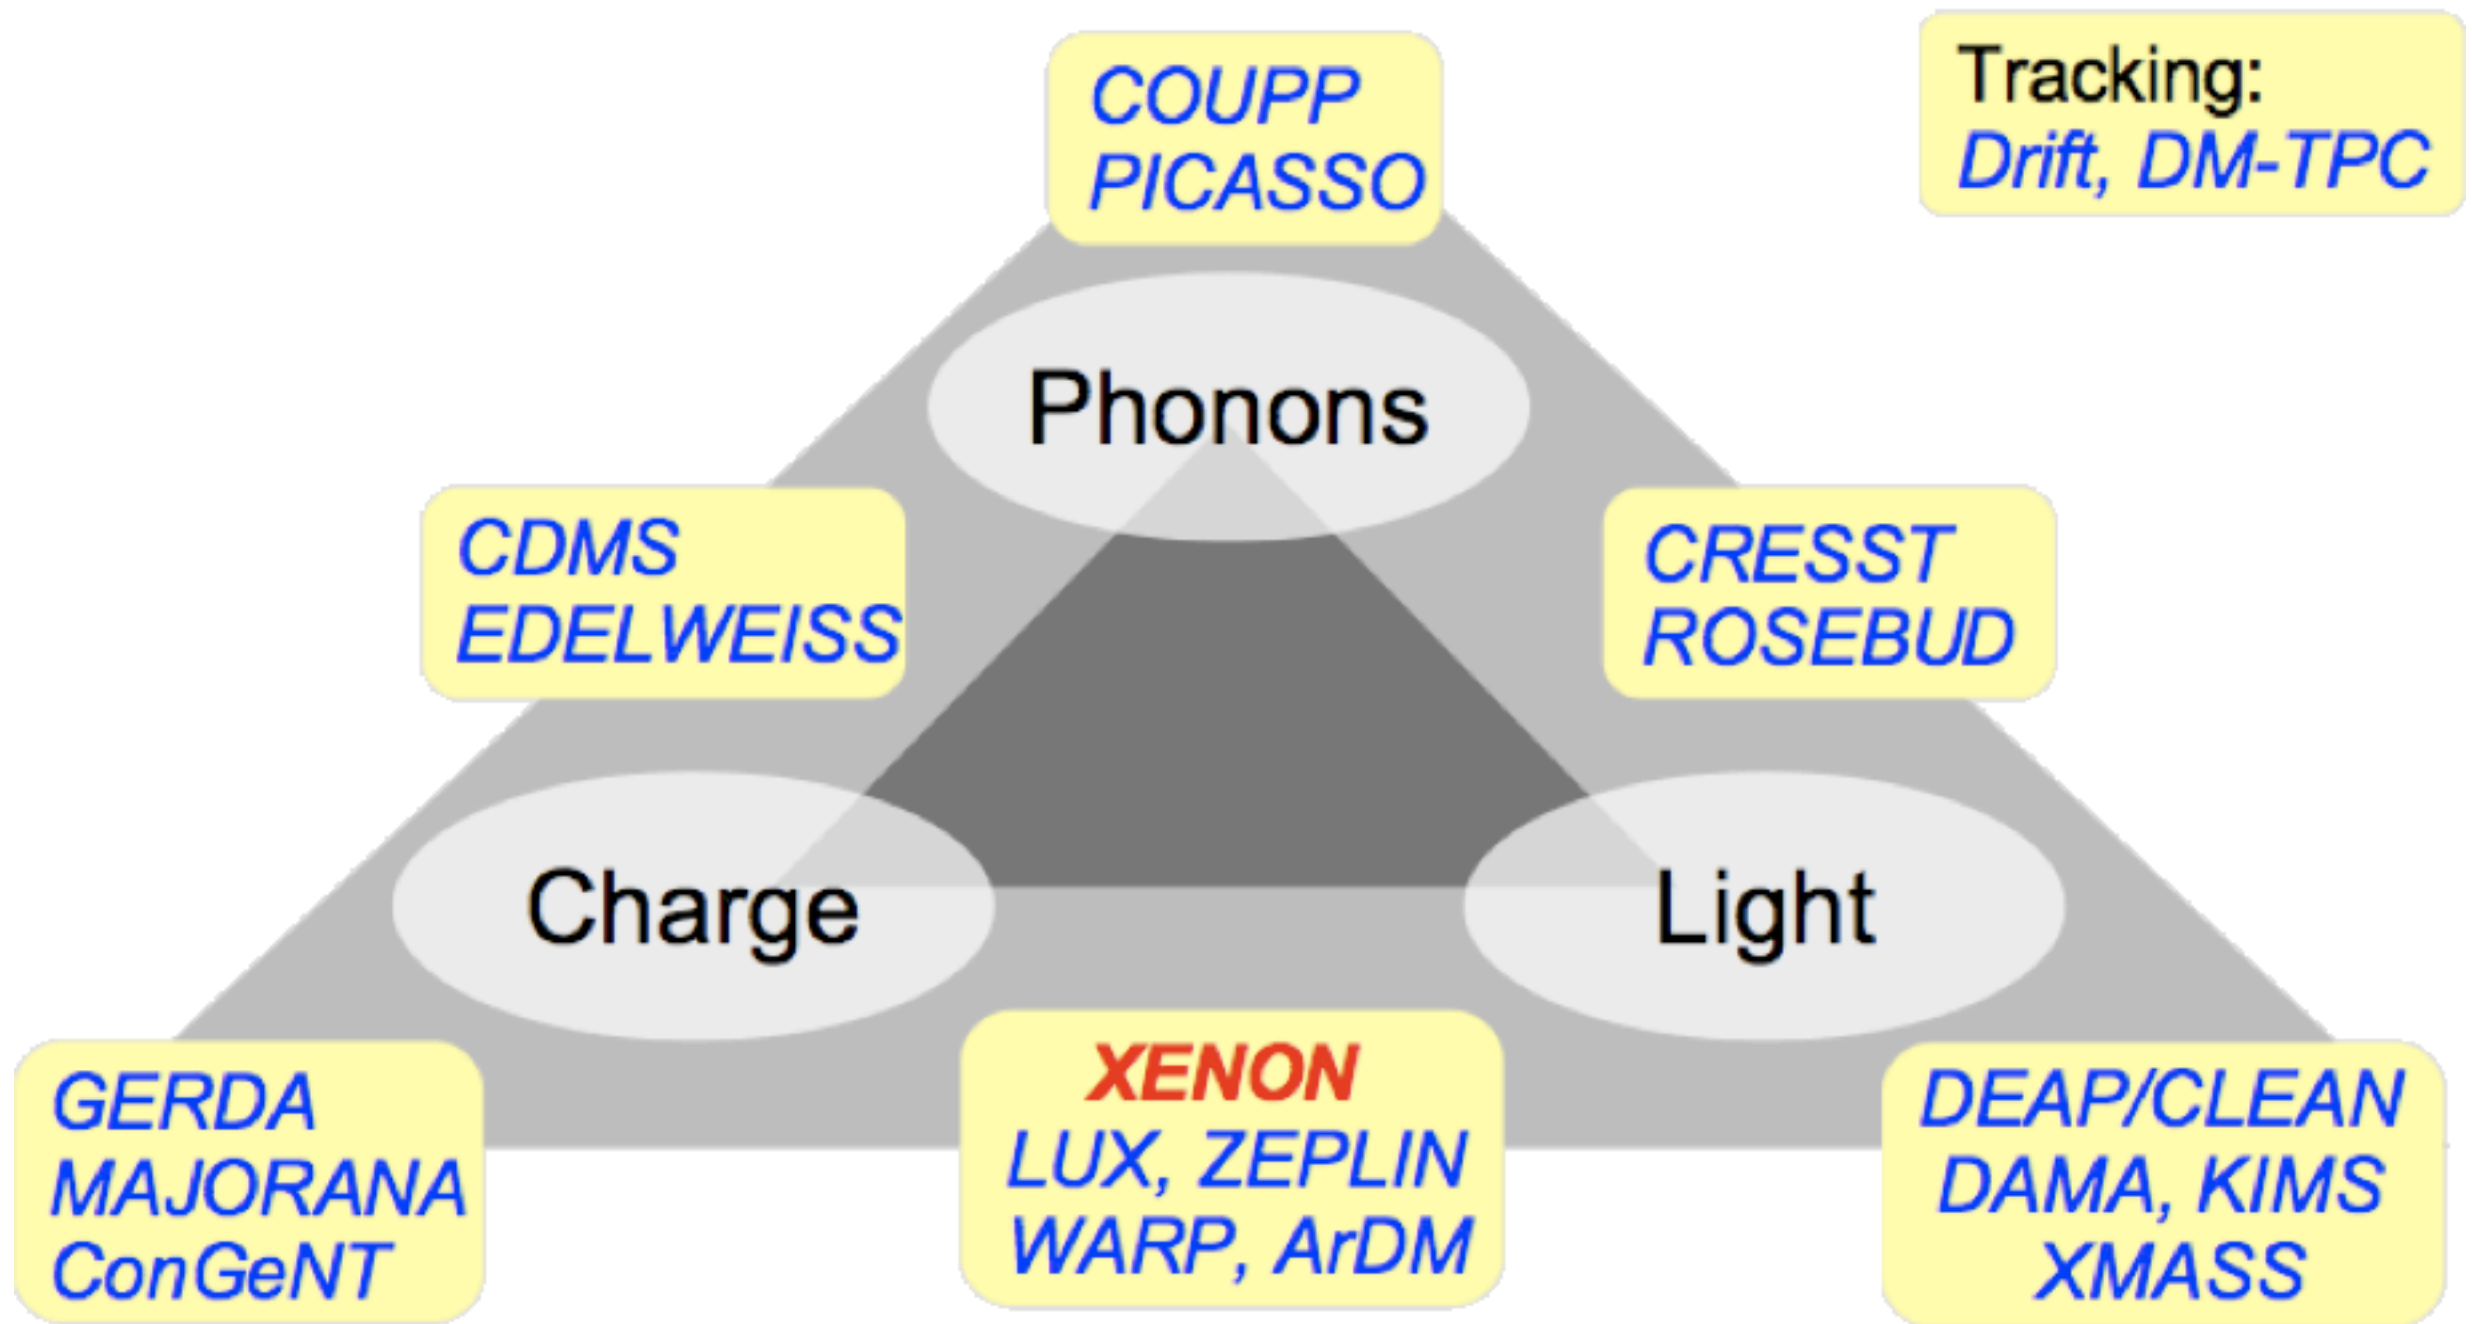 COUPP
PICASSO
Tracking:
Drift, DM-TPC
Phonons
CDMS
EDELWEISS
CRESST
ROSEBUD
Charge
Light
GERDA
MAJORANA
ConGeNT
XENON
LUX, ZEPLIN
WARP, ArDM
DEAP/CLEAN
DAMA, KIMS
XMASS